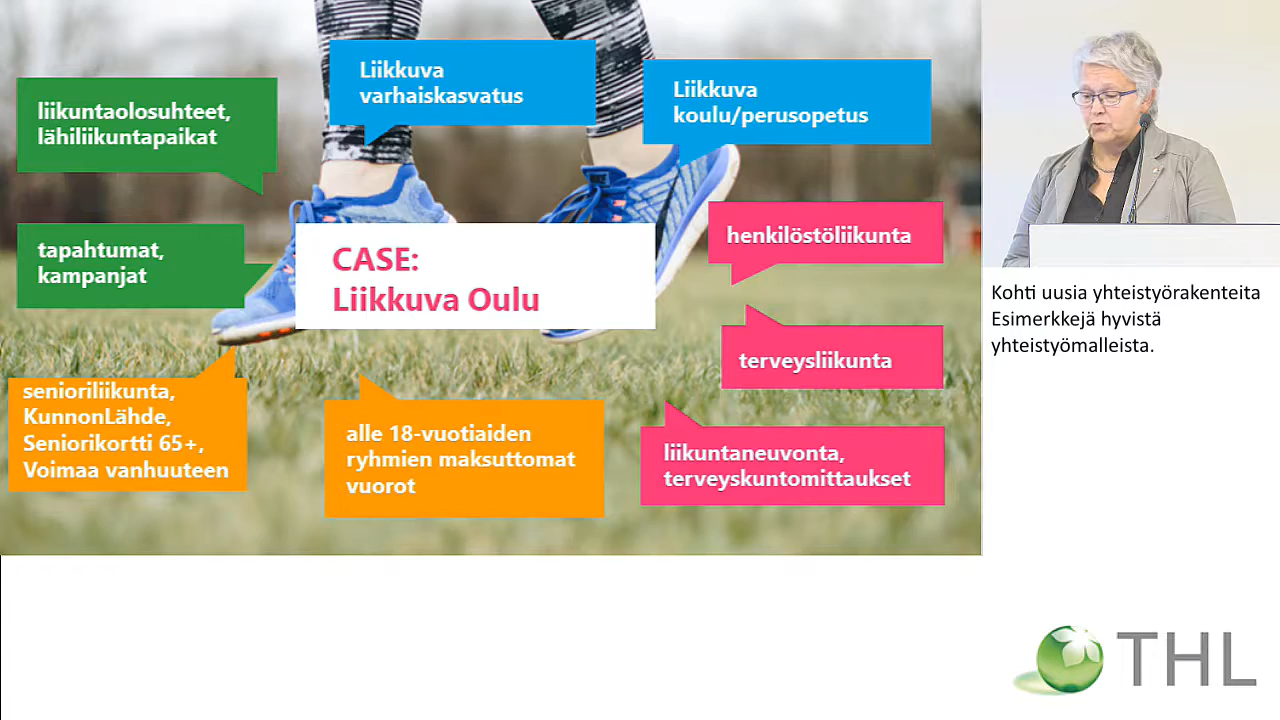 Liikkuva
varhaiskasvatus
Liikkuva
koulu/perusopetus
liikuntaolosuhteet,
lähiliikuntapaikat
tapahtumat,
kampanjat
CASE:
Liikkuva Oulu
henkilöstöliikunta
terveysliikunta
senioriliikunta,
KunnonLähde,
Seniorikortti 65+,
Voimaa vanhuuteen
alle 18-vuotiaiden
ryhmien maksuttomat
vuorot
liikuntaneuvonta,
terveyskuntomittaukset
Kohti uusia yhteistyörakenteita
Esimerkkejä hyvistä
yhteistyömalleista.
THL